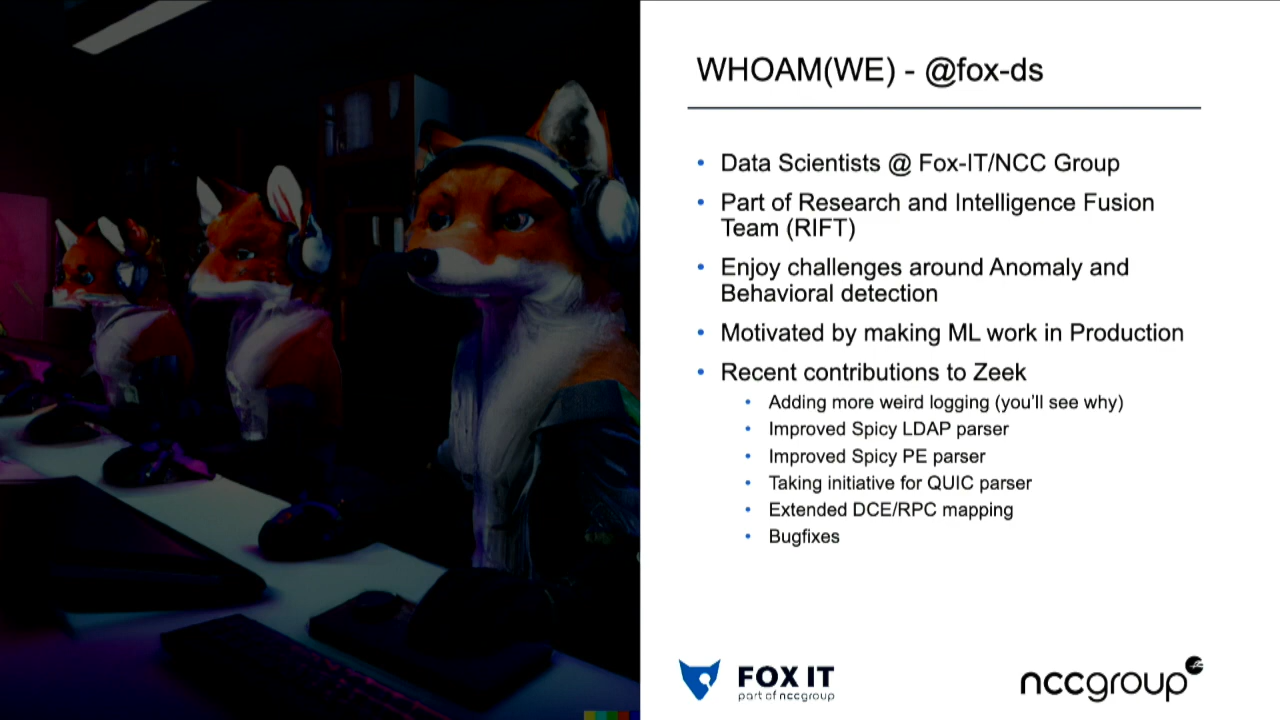 WHOAM(WE) - @fox-ds
• Data Scientists @ Fox-IT/NCC Group
• Part of Research and Intelligence Fusion
Team (RIFT)
• Enjoy challenges around Anomaly and
Behavioral detection
• Motivated by making ML work in Production
• Recent contributions to Zeek
• Adding more weird logging (you'll see why)
• Improved Spicy LDAP parser
• Improved Spicy PE parser
• Taking initiative for QUIC parser
• Extended DCE/RPC mapping
• Bugfixes
FOX IT
part of nccgroup
nccgroup